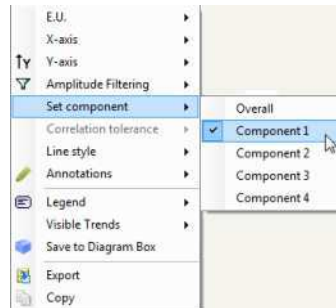 E.U.
X-axis
Y-axis
Amplitude Filtering
Set component
Correlation tolerance
Line style
Annotations
Legend
Visible Trends
Save to Diagram Box
Export
Copy
Overall
Component 1
Component 2
Component 3
Component 4